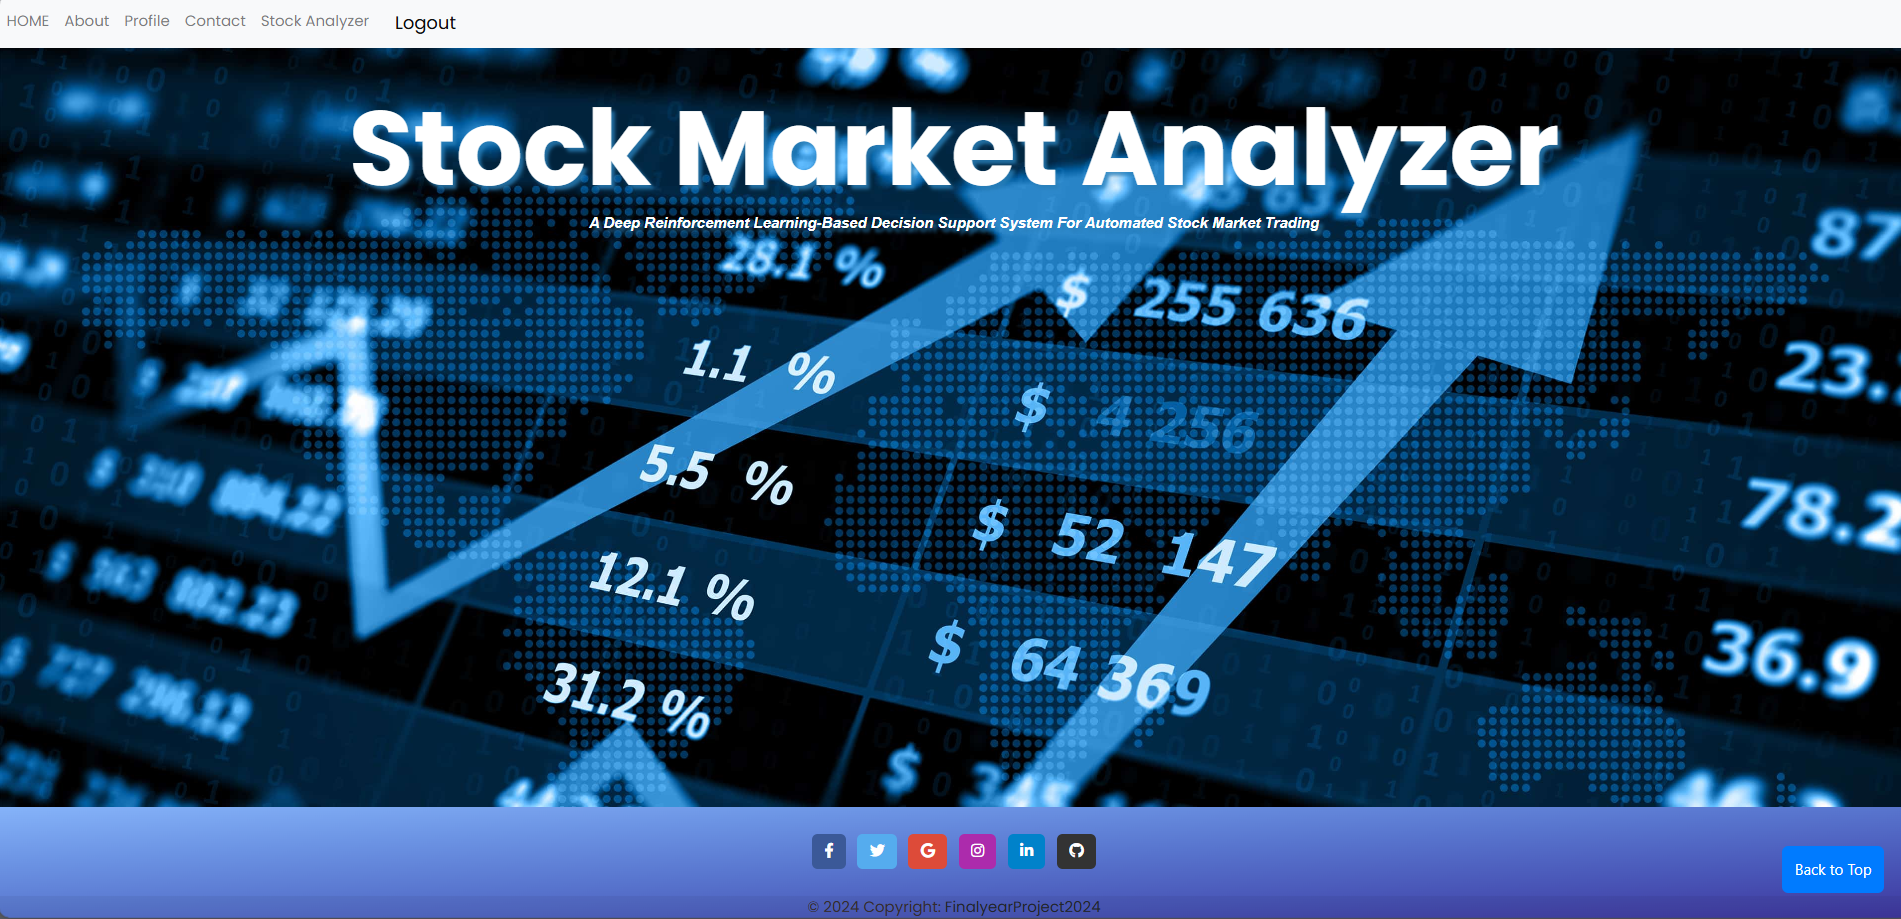 HOME About Profile Contact Stock Analyzer Logout
Stock Market Analyzer
A Deep Reinforcement Learning-Based Decision Support System For Automated Stock Market Trading
28.1 %
$ 255 636
87
1.1 %
$ 4 256
23.
5.5 %
$ 52 147
78.2
12.1 %
$ 64 369
36.9
31.2 %
$ 345
Back to Top
© 2024 Copyright: FinalyearProject2024